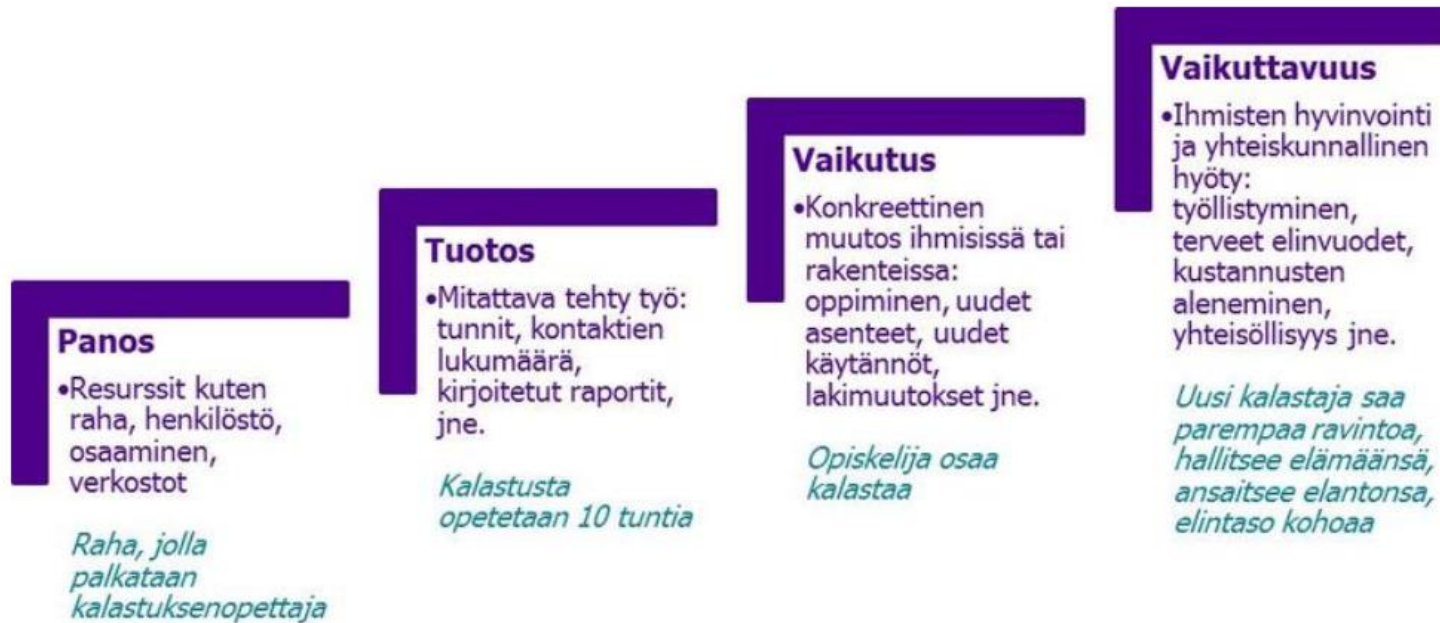 Panos
•Resurssit kuten
raha, henkilöstö,
osaaminen,
verkostot
Raha, jolla
palkataan
kalastuksenopettaja
Tuotos
•Mitattava tehty työ:
tunnit, kontaktien
lukumäärä,
kirjoitetut raportit,
jne.
Kalastusta
opetetaan 10 tuntia
Vaikutus
•Konkreettinen
muutos ihmisissä tai
rakenteissa:
oppiminen, uudet
asenteet, uudet
käytännöt,
lakimuutokset jne.
Opiskelija osaa
kalastaa
Vaikuttavuus
•Ihmisten hyvinvointi
ja yhteiskunnallinen
hyöty:
työllistyminen,
terveet elinvuodet,
kustannusten
aleneminen,
yhteisöllisyys jne.
Uusi kalastaja saa
parempaa ravintoa,
hallitsee elämäänsä,
ansaitsee elantonsa,
elintaso kohoaa